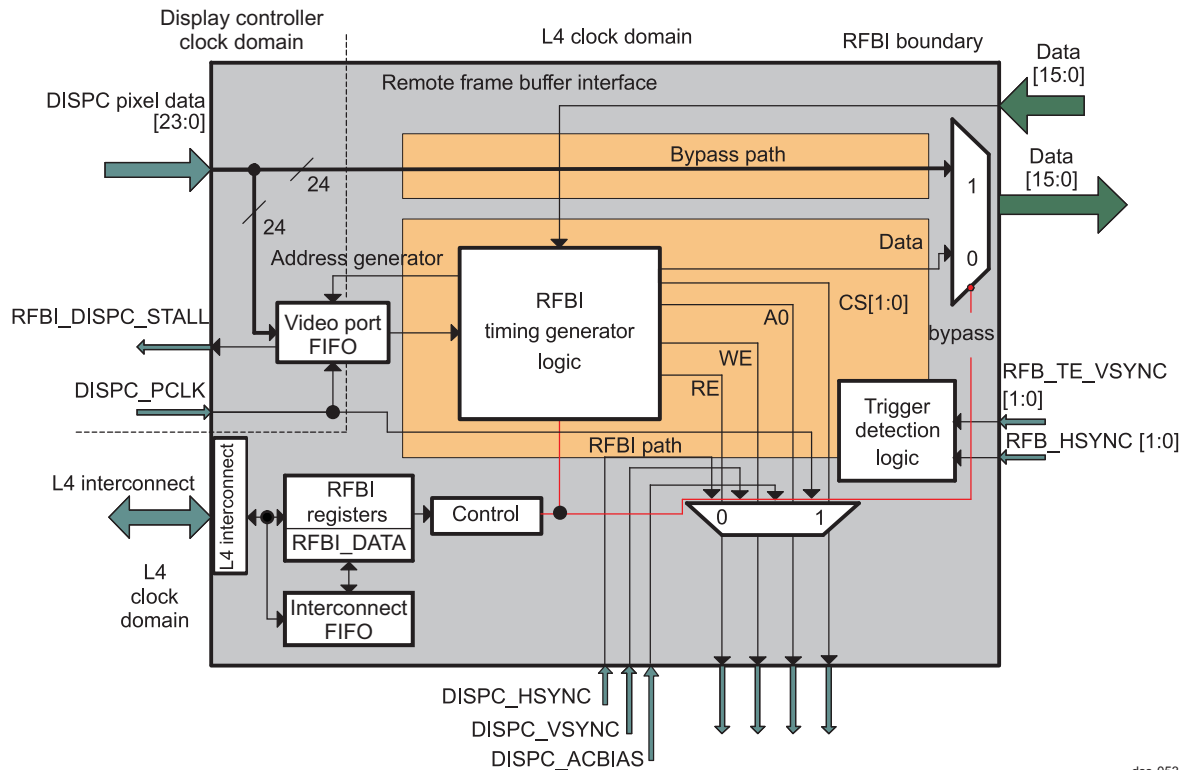 Display controller
clock domain
L4 clock domain
RFBI boundary
Data
[15:0]
Remote frame buffer interface
DISPC pixel data
[23:0]
Bypass path
24
24
1
Data
[15:0]
Data
0
Address generator
RFBI
timing generator
logic
CS[1:0]
A0
bypass
RFBI_DISPC_STALL
Video port
FIFO
WE
RE
DISPC_PCLK
RFB_TE_VSYNC
[1:0]
Trigger
detection
logic
RFB_HSYNC [1:0]
RFBI path
L4 interconnect
L4 interconnect
RFBI
registers
RFBI_DATA
Control
0
1
L4
clock
domain
Interconnect
FIFO
DISPC_HSYNC
DISPC_VSYNC
DISPC_ACBIAS